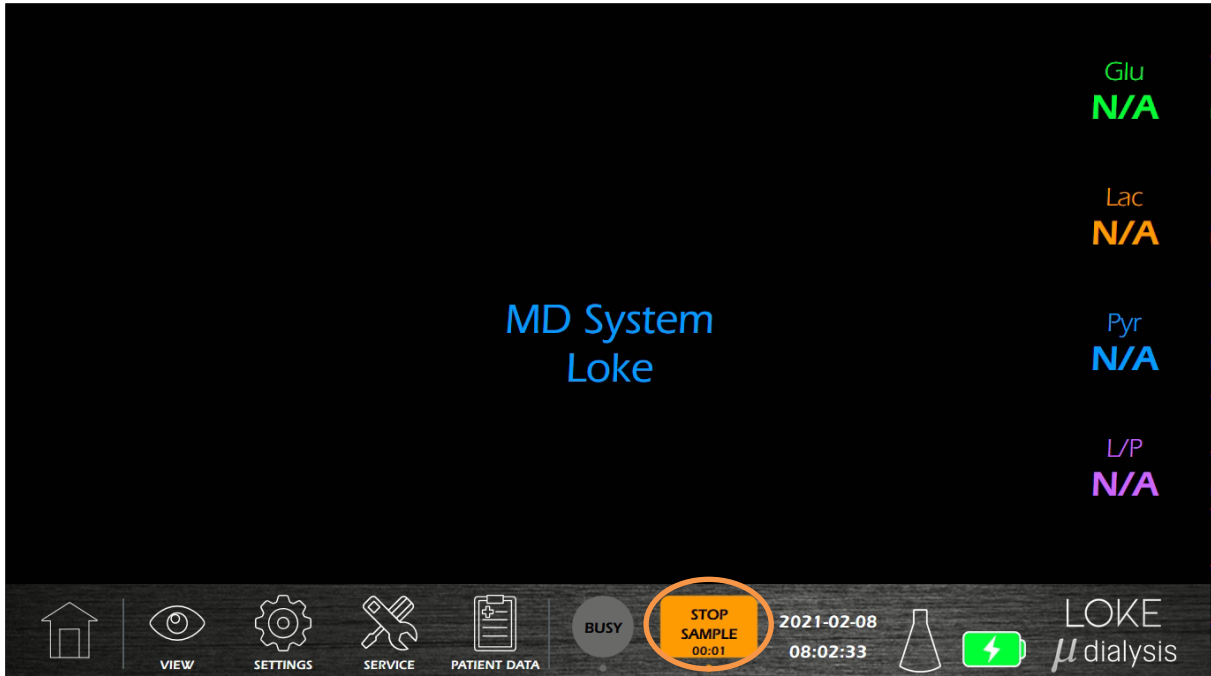 Glu
N/A
Lac
N/A
MD System
Loke
Pyr
N/A
L/P
N/A
VIEW
SETTINGS
SERVICE
PATIENT DATA
BUSY
STOP
SAMPLE
00:01
2021-02-08
08:02:33
LOKE
μ dialysis